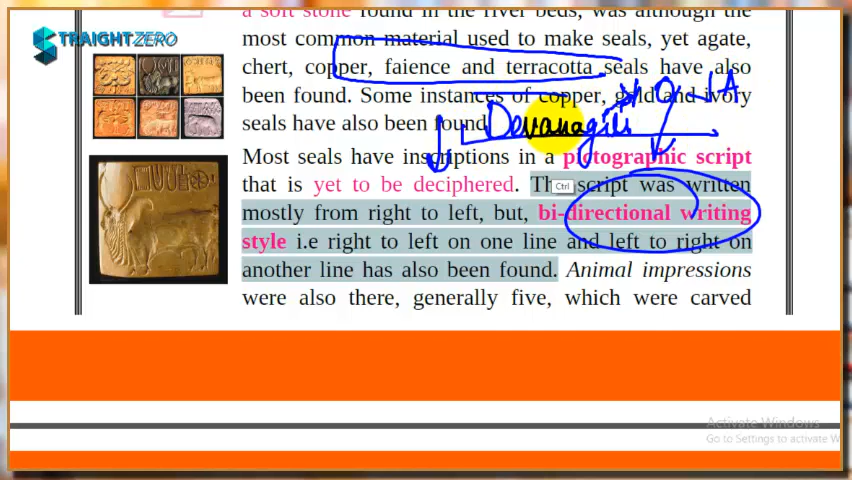 STRAIGHTZERO
a soft stone found in the river beds, was although the
most common material used to make seals, yet agate,
chert, copper, faience and terracotta seals have also
been found. Some instances of copper, gold and ivory
seals have also been found.
Devanagiri
A
Most seals have inscriptions in a pictographic script
that is yet to be deciphered. The script was written
Ctrl
mostly from right to left, but, bi-directional writing
style i.e right to left on one line and left to right on
another line has also been found. Animal impressions
were also there, generally five, which were carved
Activate Windows
Go to Settings to activate W